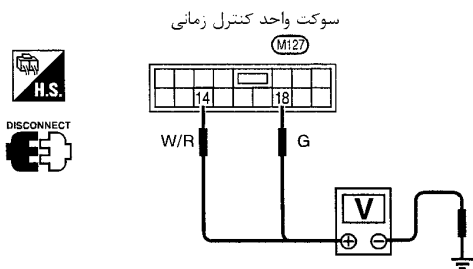 سوکت واحد کنترل زمانی
M127
H.S.
14 18
DISCONNECT
W/R G
V
+ −